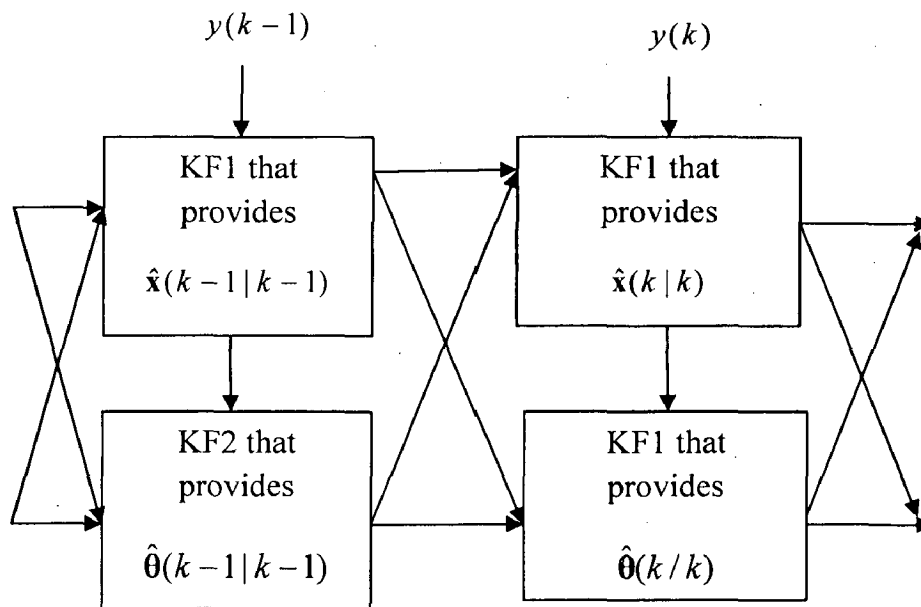 y(k − 1)
y(k)
KF1 that
provides
x̂(k − 1 | k − 1)
KF1 that
provides
x̂(k | k)
KF2 that
provides
θ̂(k − 1 | k − 1)
KF1 that
provides
θ̂(k / k)